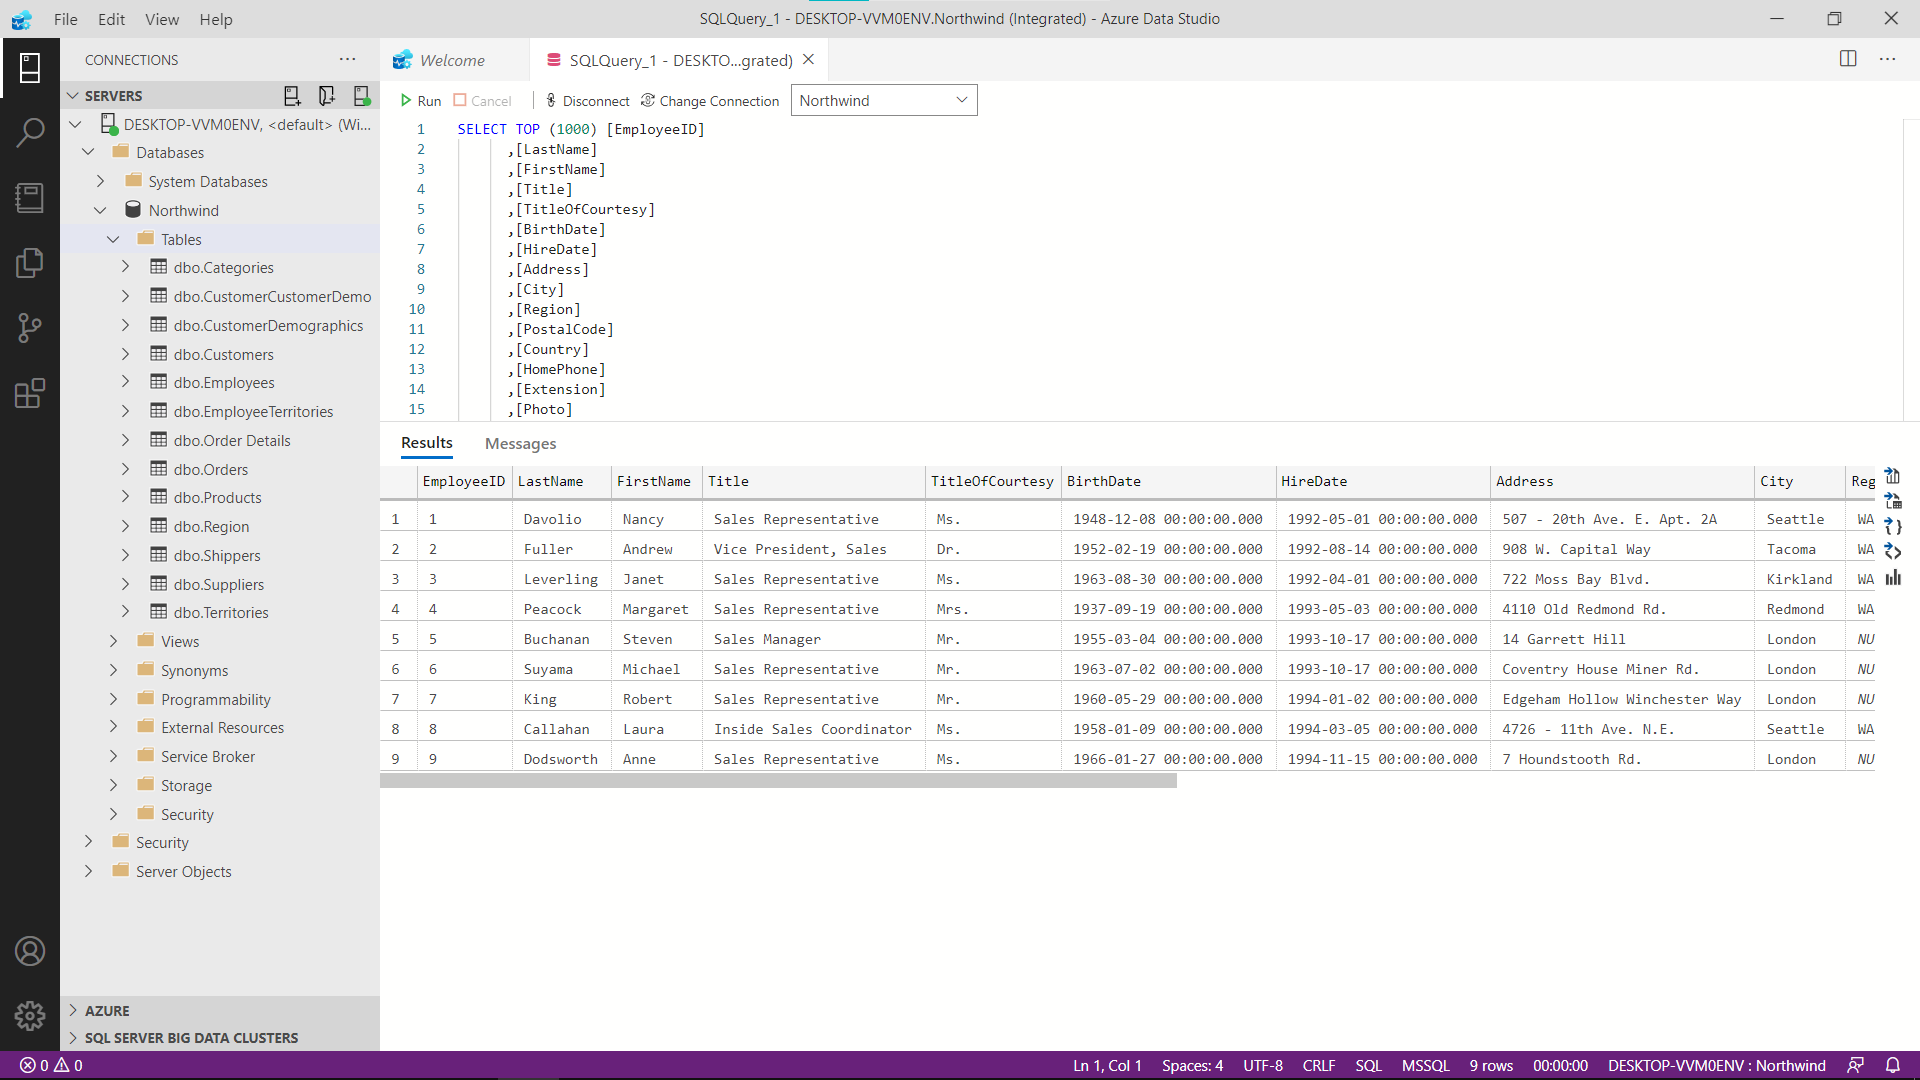 File Edit View Help
SQLQuery_1 - DESKTOP-VVM0ENV.Northwind (Integrated) - Azure Data Studio
CONNECTIONS
SERVERS
DESKTOP-VVM0ENV, <default> (Wi...
Databases
System Databases
Northwind
Tables
dbo.Categories
dbo.CustomerCustomerDemo
dbo.CustomerDemographics
dbo.Customers
dbo.Employees
dbo.EmployeeTerritories
dbo.Order Details
dbo.Orders
dbo.Products
dbo.Region
dbo.Shippers
dbo.Suppliers
dbo.Territories
Views
Synonyms
Programmability
External Resources
Service Broker
Storage
Security
Security
Server Objects
AZURE
SQL SERVER BIG DATA CLUSTERS
Welcome
SQLQuery_1 - DESKTO...grated)
Run Cancel Disconnect Change Connection Northwind
1 SELECT TOP (1000) [EmployeeID]
2 ,[LastName]
3 ,[FirstName]
4 ,[Title]
5 ,[TitleOfCourtesy]
6 ,[BirthDate]
7 ,[HireDate]
8 ,[Address]
9 ,[City]
10 ,[Region]
11 ,[PostalCode]
12 ,[Country]
13 ,[HomePhone]
14 ,[Extension]
15 ,[Photo]
Results Messages
EmployeeID LastName FirstName Title TitleOfCourtesy BirthDate HireDate Address City Reg
1 1 Davolio Nancy Sales Representative Ms. 1948-12-08 00:00:00.000 1992-05-01 00:00:00.000 507 - 20th Ave. E. Apt. 2A Seattle WA
2 2 Fuller Andrew Vice President, Sales Dr. 1952-02-19 00:00:00.000 1992-08-14 00:00:00.000 908 W. Capital Way Tacoma WA
3 3 Leverling Janet Sales Representative Ms. 1963-08-30 00:00:00.000 1992-04-01 00:00:00.000 722 Moss Bay Blvd. Kirkland WA
4 4 Peacock Margaret Sales Representative Mrs. 1937-09-19 00:00:00.000 1993-05-03 00:00:00.000 4110 Old Redmond Rd. Redmond WA
5 5 Buchanan Steven Sales Manager Mr. 1955-03-04 00:00:00.000 1993-10-17 00:00:00.000 14 Garrett Hill London NU
6 6 Suyama Michael Sales Representative Mr. 1963-07-02 00:00:00.000 1993-10-17 00:00:00.000 Coventry House Miner Rd. London NU
7 7 King Robert Sales Representative Mr. 1960-05-29 00:00:00.000 1994-01-02 00:00:00.000 Edgeham Hollow Winchester Way London NU
8 8 Callahan Laura Inside Sales Coordinator Ms. 1958-01-09 00:00:00.000 1994-03-05 00:00:00.000 4726 - 11th Ave. N.E. Seattle WA
9 9 Dodsworth Anne Sales Representative Ms. 1966-01-27 00:00:00.000 1994-11-15 00:00:00.000 7 Houndstooth Rd. London NU
0 0 Ln 1, Col 1 Spaces: 4 UTF-8 CRLF SQL MSSQL 9 rows 00:00:00 DESKTOP-VVM0ENV : Northwind